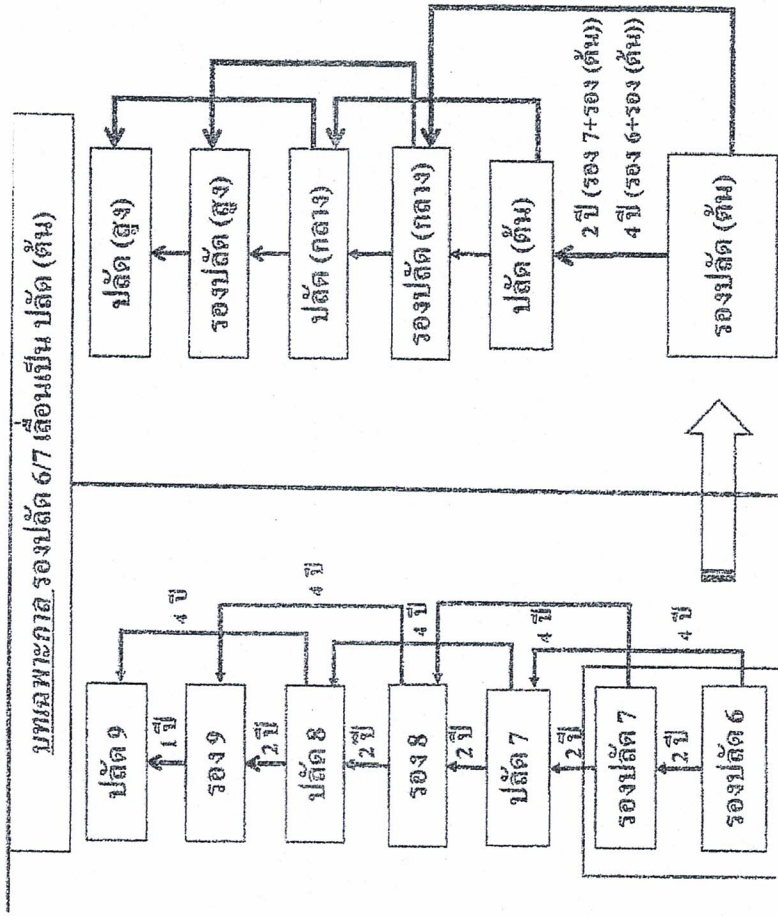 บทเฉพาะกาล รองปลัด 6/7 เลื่อนเป็น ปลัด (ต้น)
ปลัด 9
1 ปี
4 ปี
รอง 9
2 ปี
4 ปี
ปลัด 8
2 ปี
4 ปี
รอง 8
2 ปี
4 ปี
ปลัด 7
2 ปี
4 ปี
รองปลัด 7
2 ปี
รองปลัด 6
ปลัด (สูง)
รองปลัด (สูง)
ปลัด (กลาง)
รองปลัด (กลาง)
ปลัด (ต้น)
2 ปี (รอง 7+รอง (ต้น))
4 ปี (รอง 6+รอง (ต้น))
รองปลัด (ต้น)